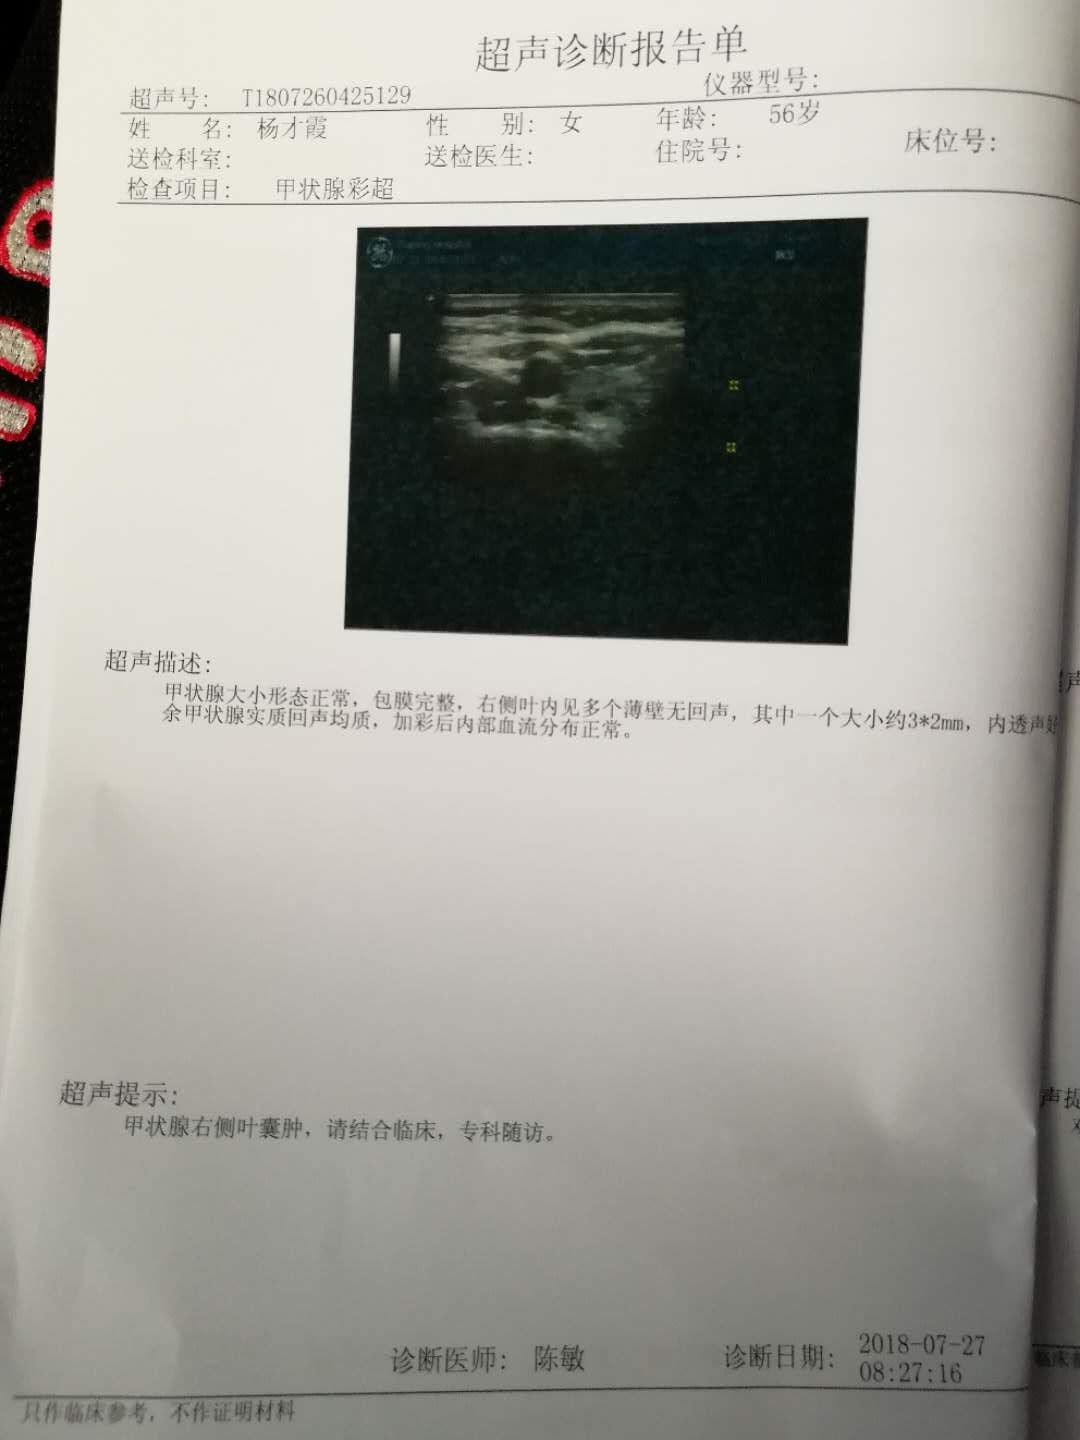 超声诊断报告单
超声号: T1807260425129 仪器型号:
姓 名: 杨才霞 性 别: 女 年龄: 56岁
送检科室: 送检医生: 住院号: 床位号:
检查项目: 甲状腺彩超
超声描述:
甲状腺大小形态正常，包膜完整，右侧叶内见多个薄壁无回声，其中一个大小约3*2mm，内透声好
余甲状腺实质回声均质，加彩后内部血流分布正常。
超声提示:
甲状腺右侧叶囊肿，请结合临床，专科随访。
诊断医师: 陈敏 诊断日期: 2018-07-27
08:27:16
只作临床参考，不作证明材料
声提